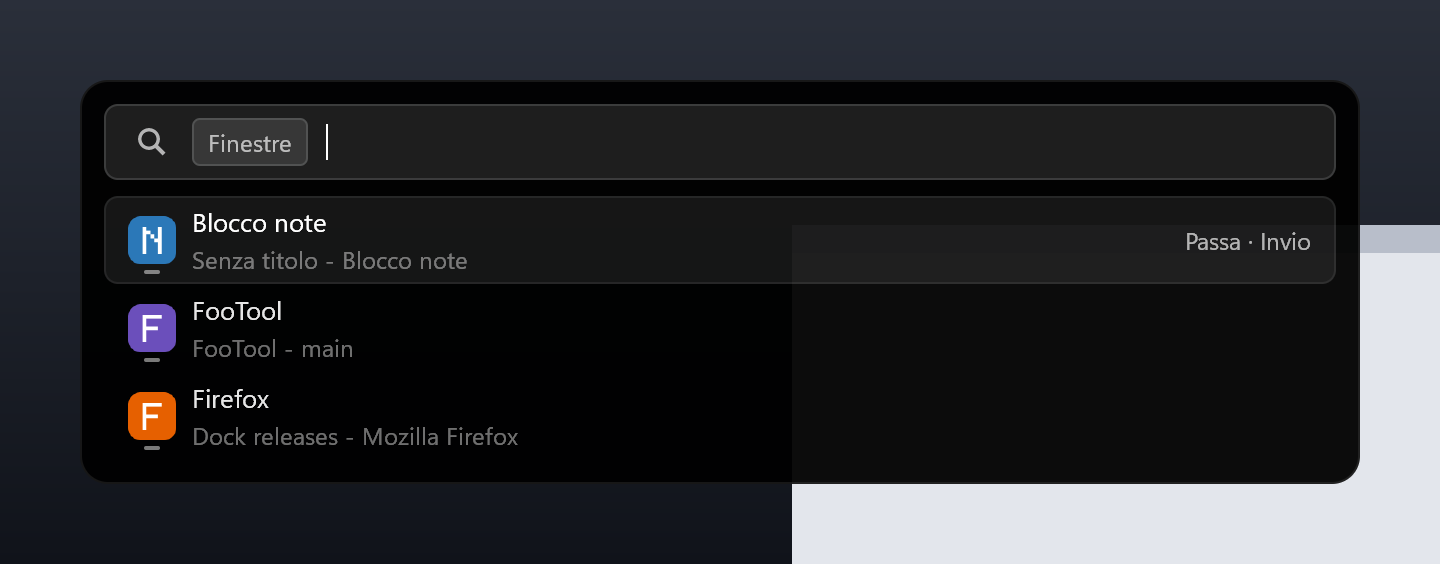 Finestre
Blocco note
Passa · Invio
Senza titolo - Blocco note
FooTool
FooTool - main
Firefox
Dock releases - Mozilla Firefox